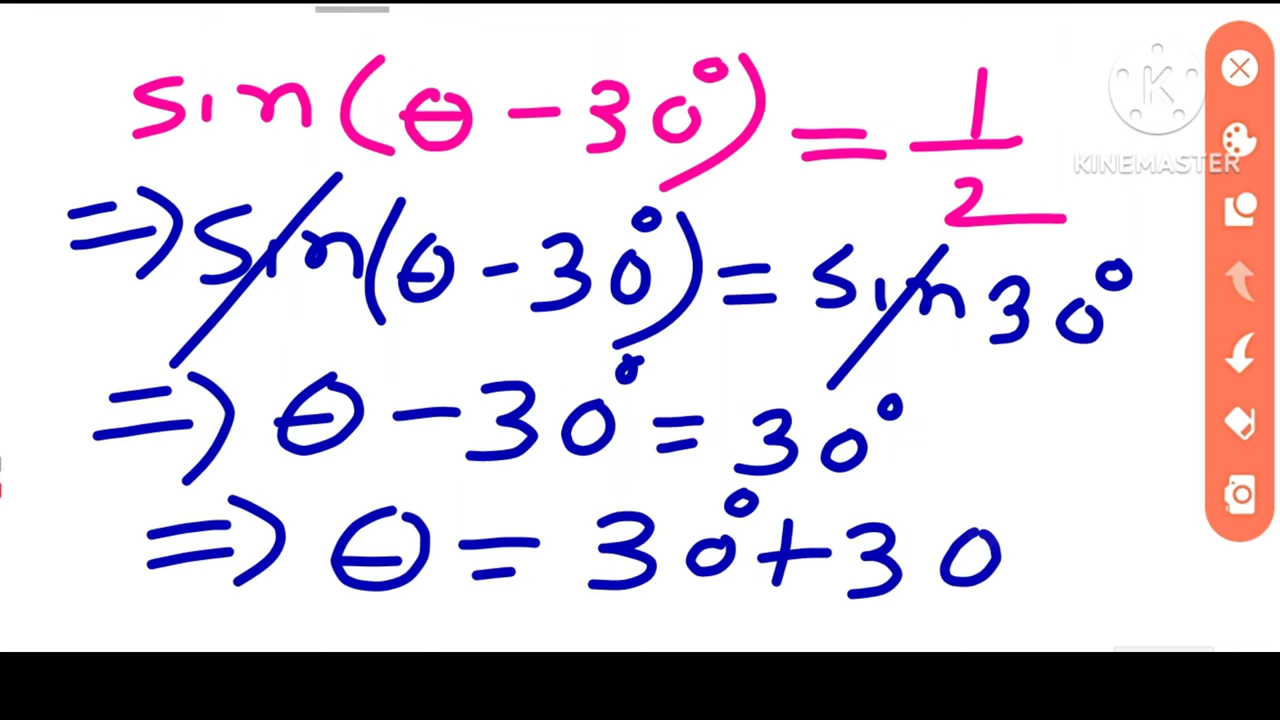 sin(θ - 30°) = 1/2
KINEMASTER
⇒ sin(θ - 30°) = sin 30°
⇒ θ - 30° = 30°
⇒ θ = 30° + 30